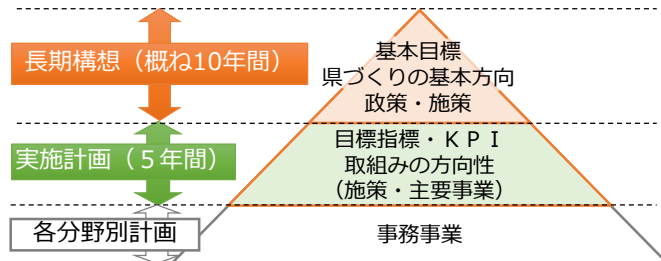 長期構想（概ね10年間）
基本目標
県づくりの基本方向
政策・施策
実施計画（５年間）
目標指標・ＫＰＩ
取組みの方向性
（施策・主要事業）
各分野別計画
事務事業